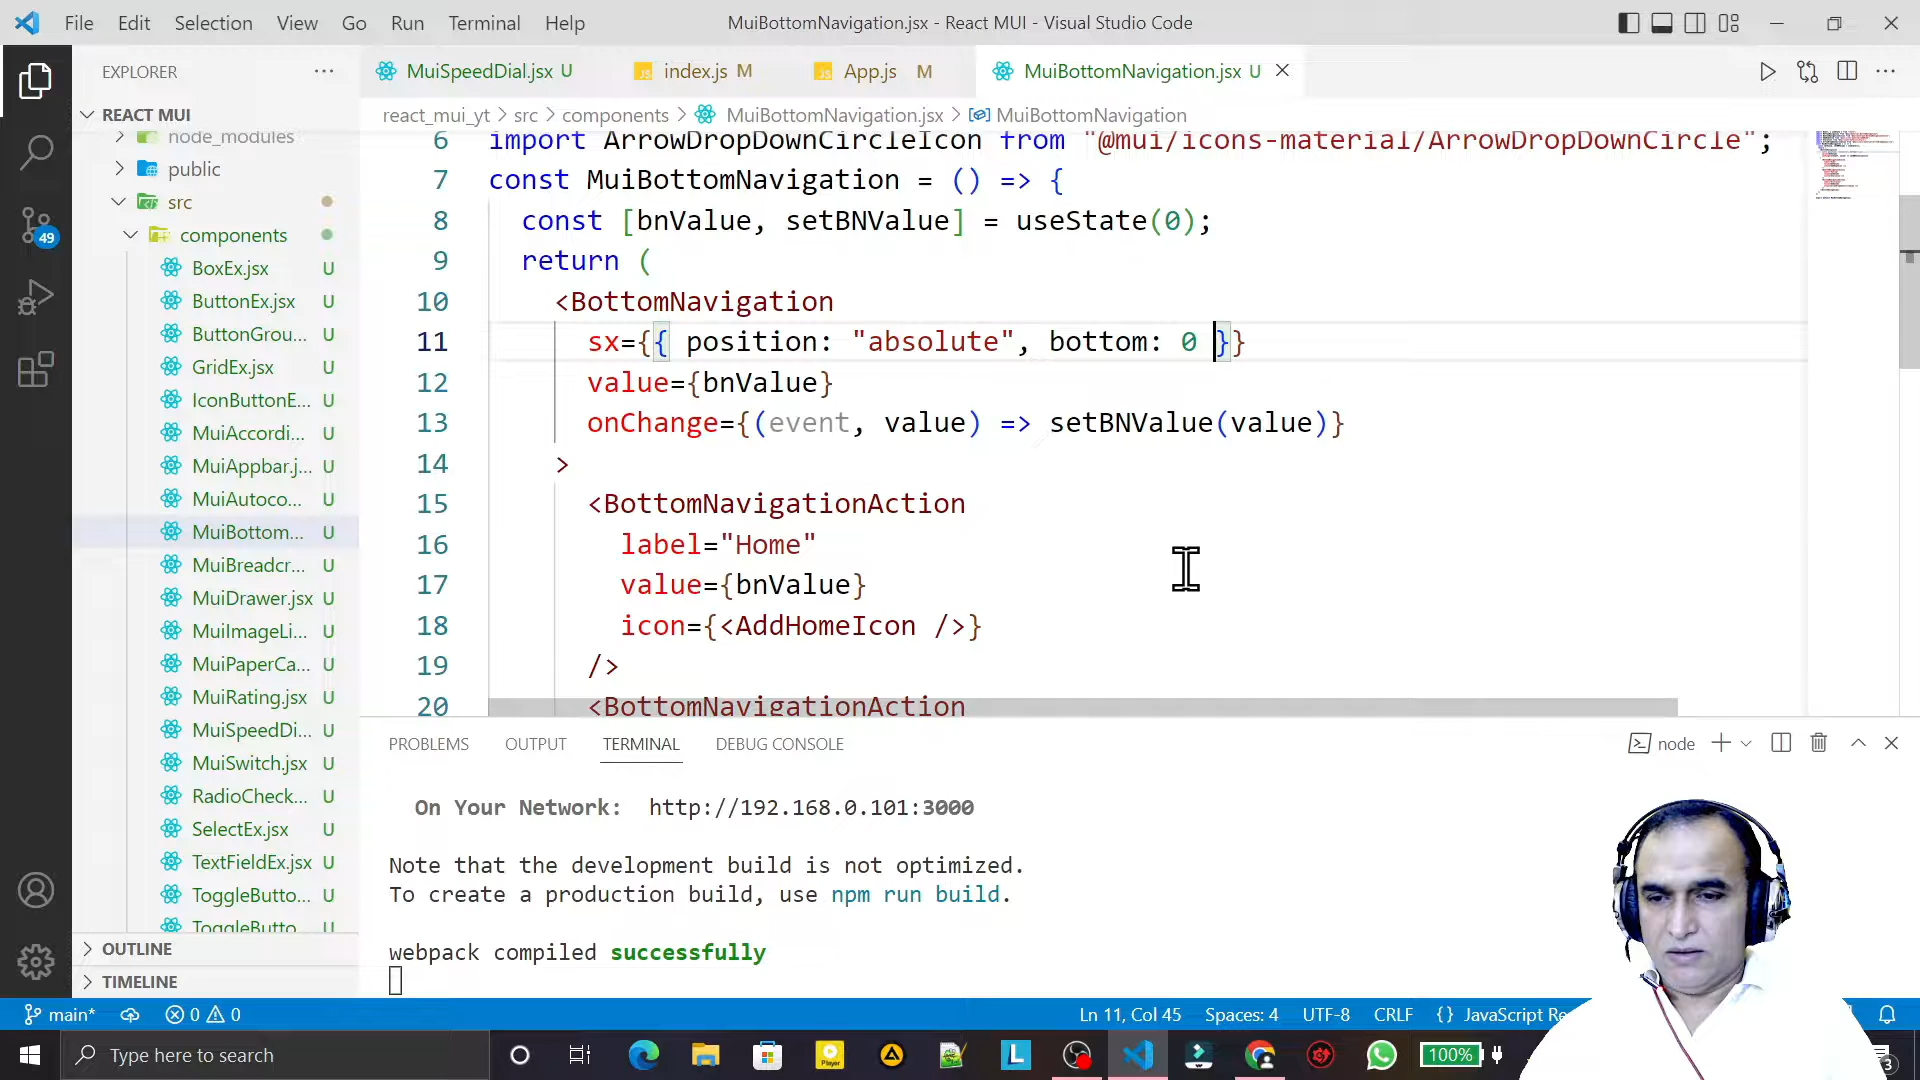 File Edit Selection View Go Run Terminal Help
MuiBottomNavigation.jsx - React MUI - Visual Studio Code
EXPLORER
MuiSpeedDial.jsx U
index.js M
App.js M
MuiBottomNavigation.jsx U
REACT MUI
react_mui_yt > src > components > MuiBottomNavigation.jsx > MuiBottomNavigation
node_modules
public
src
components
BoxEx.jsx U
ButtonEx.jsx U
ButtonGrou... U
GridEx.jsx U
IconButtonE... U
MuiAccordi... U
MuiAppbar.j... U
MuiAutoco... U
MuiBottom... U
MuiBreadcr... U
MuiDrawer.jsx U
MuiImageLi... U
MuiPaperCa... U
MuiRating.jsx U
MuiSpeedDi... U
MuiSwitch.jsx U
RadioCheck... U
SelectEx.jsx U
TextFieldEx.jsx U
ToggleButto... U
ToggleButto U
OUTLINE
TIMELINE
49
6 import ArrowDropDownCircleIcon from "@mui/icons-material/ArrowDropDownCircle";
7 const MuiBottomNavigation = () => {
8 const [bnValue, setBNValue] = useState(0);
9 return (
10 <BottomNavigation
11 sx={{ position: "absolute", bottom: 0 }}
12 value={bnValue}
13 onChange={(event, value) => setBNValue(value)}
14 >
15 <BottomNavigationAction
16 label="Home"
17 value={bnValue}
18 icon={<AddHomeIcon />}
19 />
20 <BottomNavigationAction
PROBLEMS OUTPUT TERMINAL DEBUG CONSOLE
node
On Your Network: http://192.168.0.101:3000
Note that the development build is not optimized.
To create a production build, use npm run build.
webpack compiled successfully
main* 0 0
Ln 11, Col 45 Spaces: 4 UTF-8 CRLF {} JavaScript Re
Type here to search
Player
L
100%
3